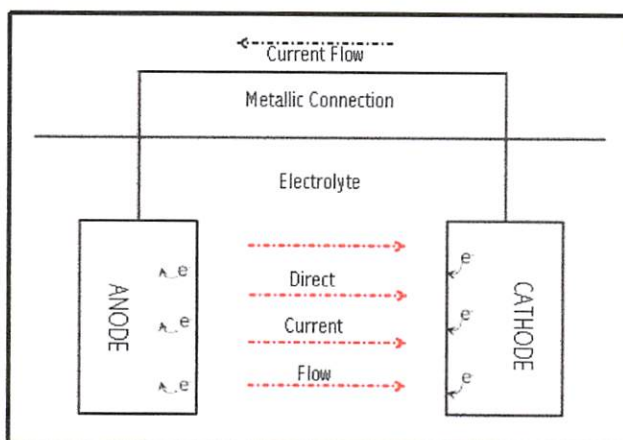 Current Flow
Metallic Connection
Electrolyte
Direct
Current
Flow
ANODE
e
e
e
CATHODE
e
e
e